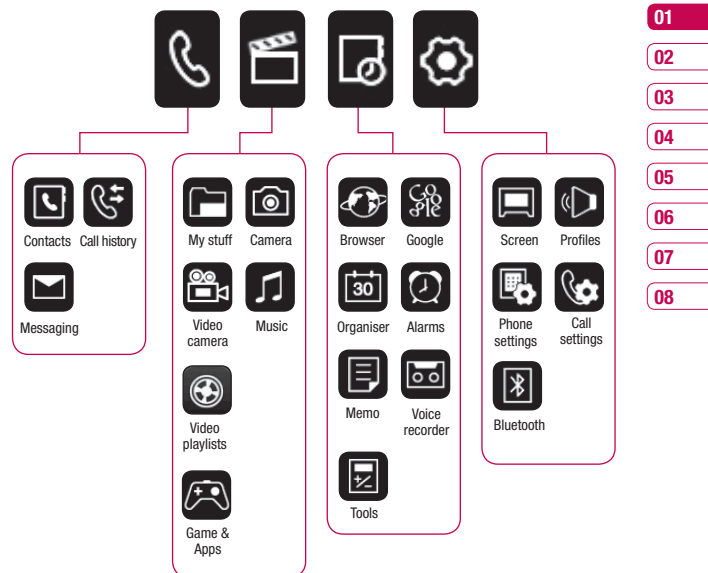 01
02
03
04
05
06
07
08
Contacts Call history
Messaging
My stuff Camera
Video camera Music
Video playlists
Game & Apps
Browser Google
30
Organiser Alarms
Memo Voice recorder
Tools
Screen Profiles
Phone settings Call settings
Bluetooth